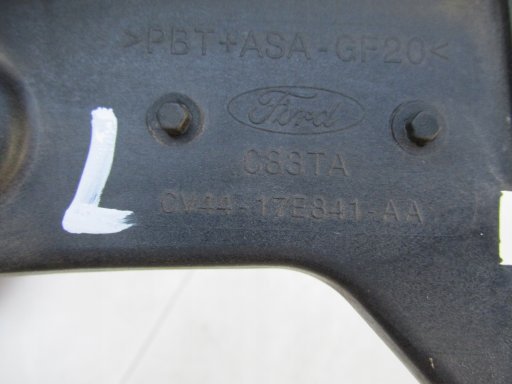 >PBT+ASA-GF20<
Ford
C83TA
CV44-17E841-AA
L